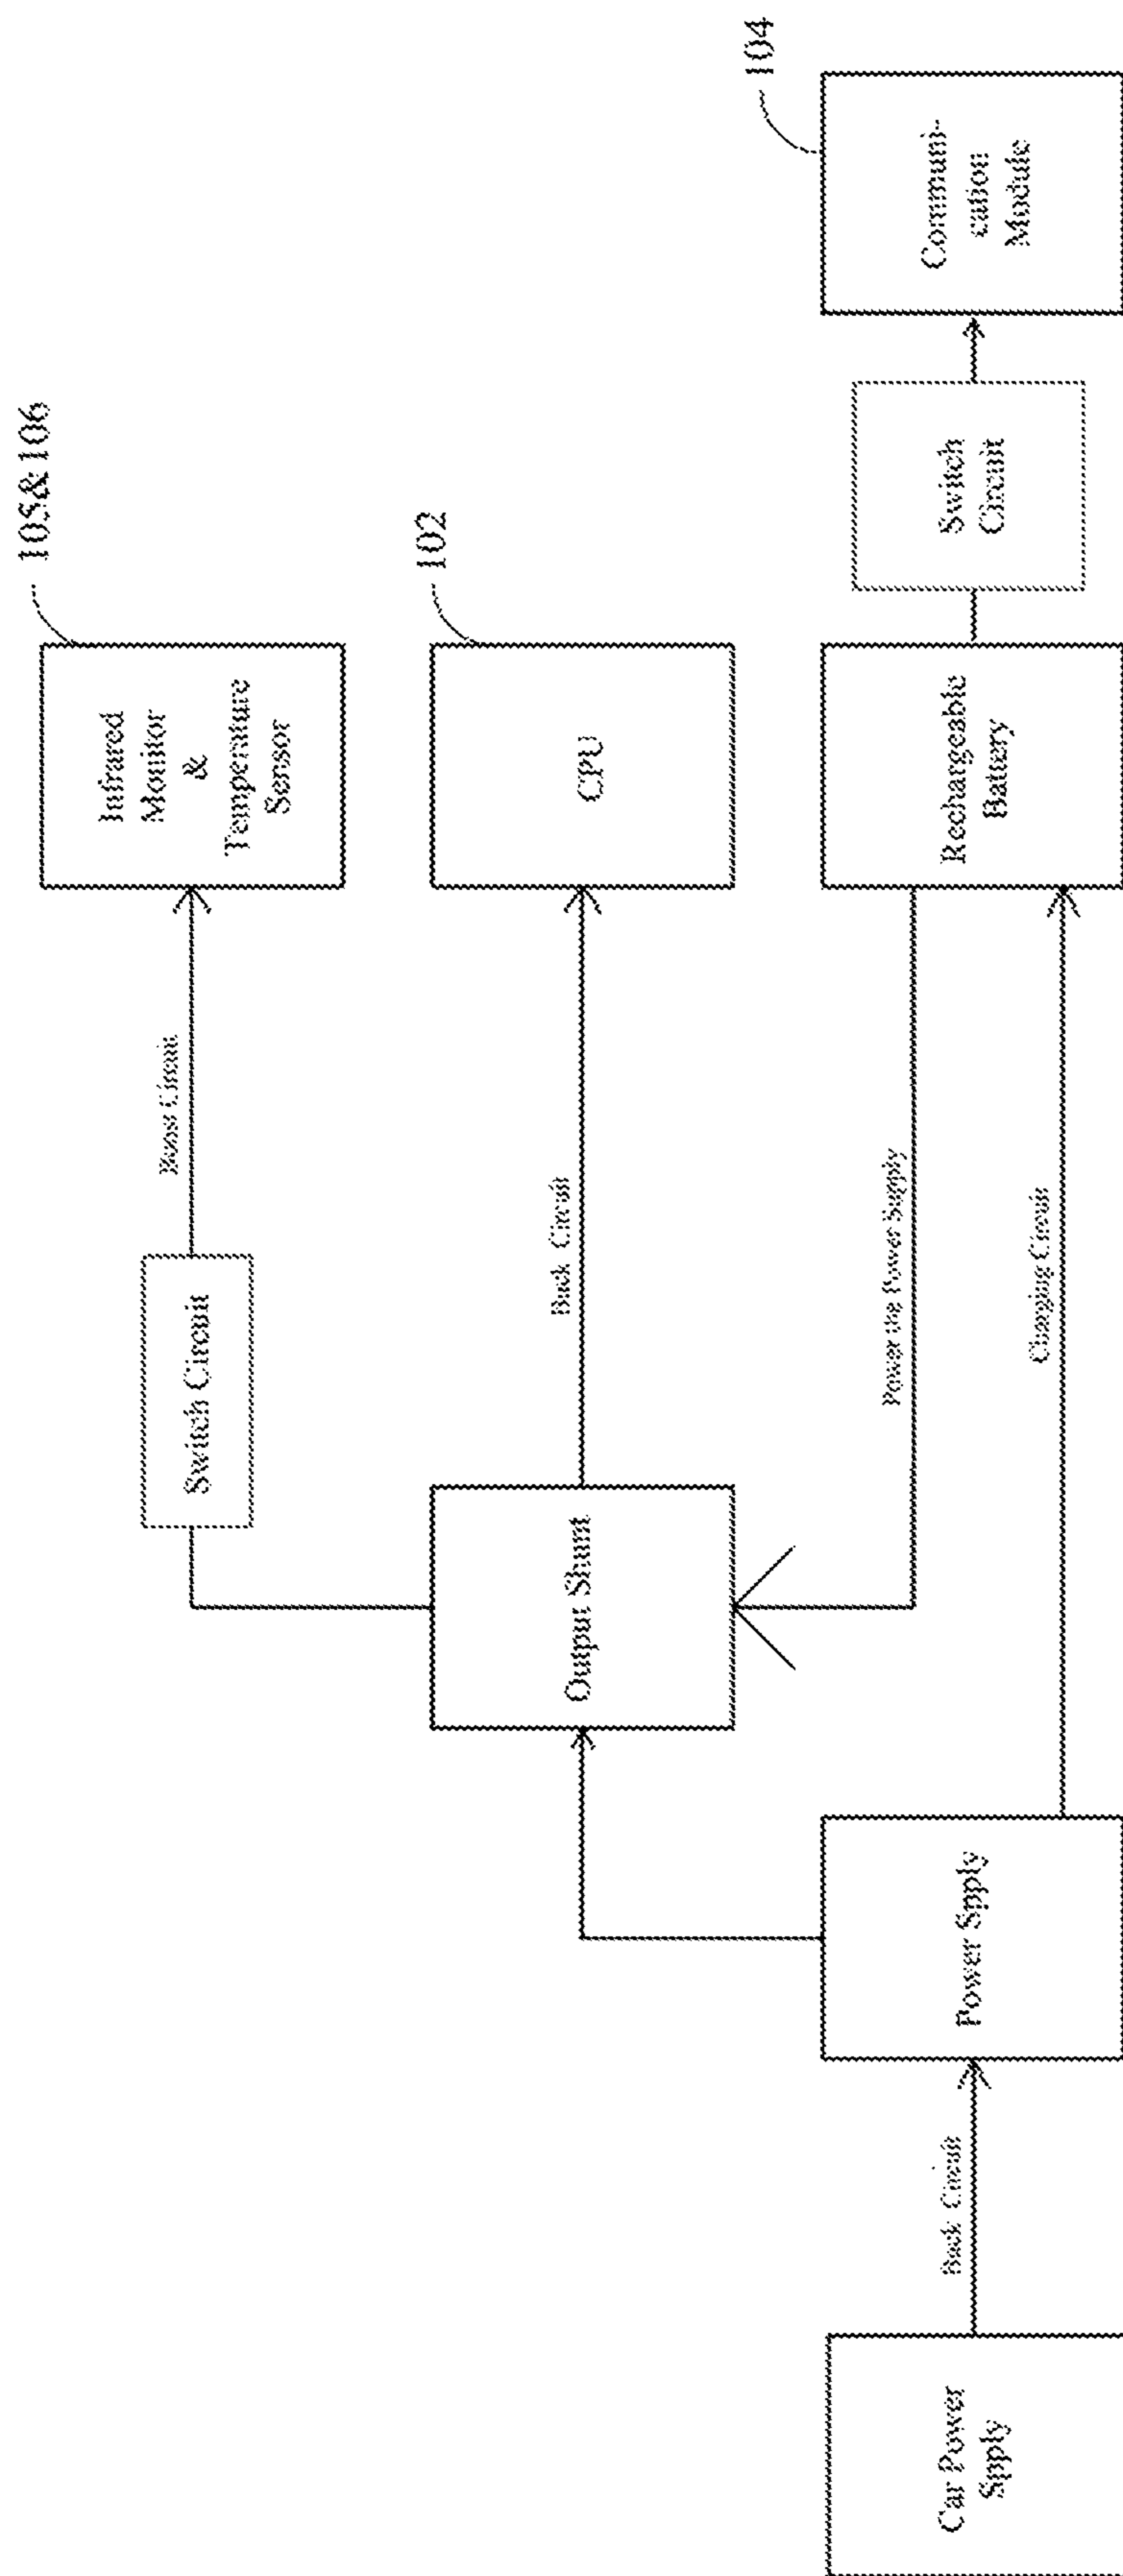 105&106
Infrared
Monitor
&
Temperature
Sensor
Boost Circuit
Switch Circuit
102
CPU
Buck Circuit
Output Shunt
104
Communi-
cation
Module
Switch
Circuit
Rechargeable
Battery
Power the Power Supply
Charging Circuit
Power Spply
Buck Circuit
Car Power
Spply